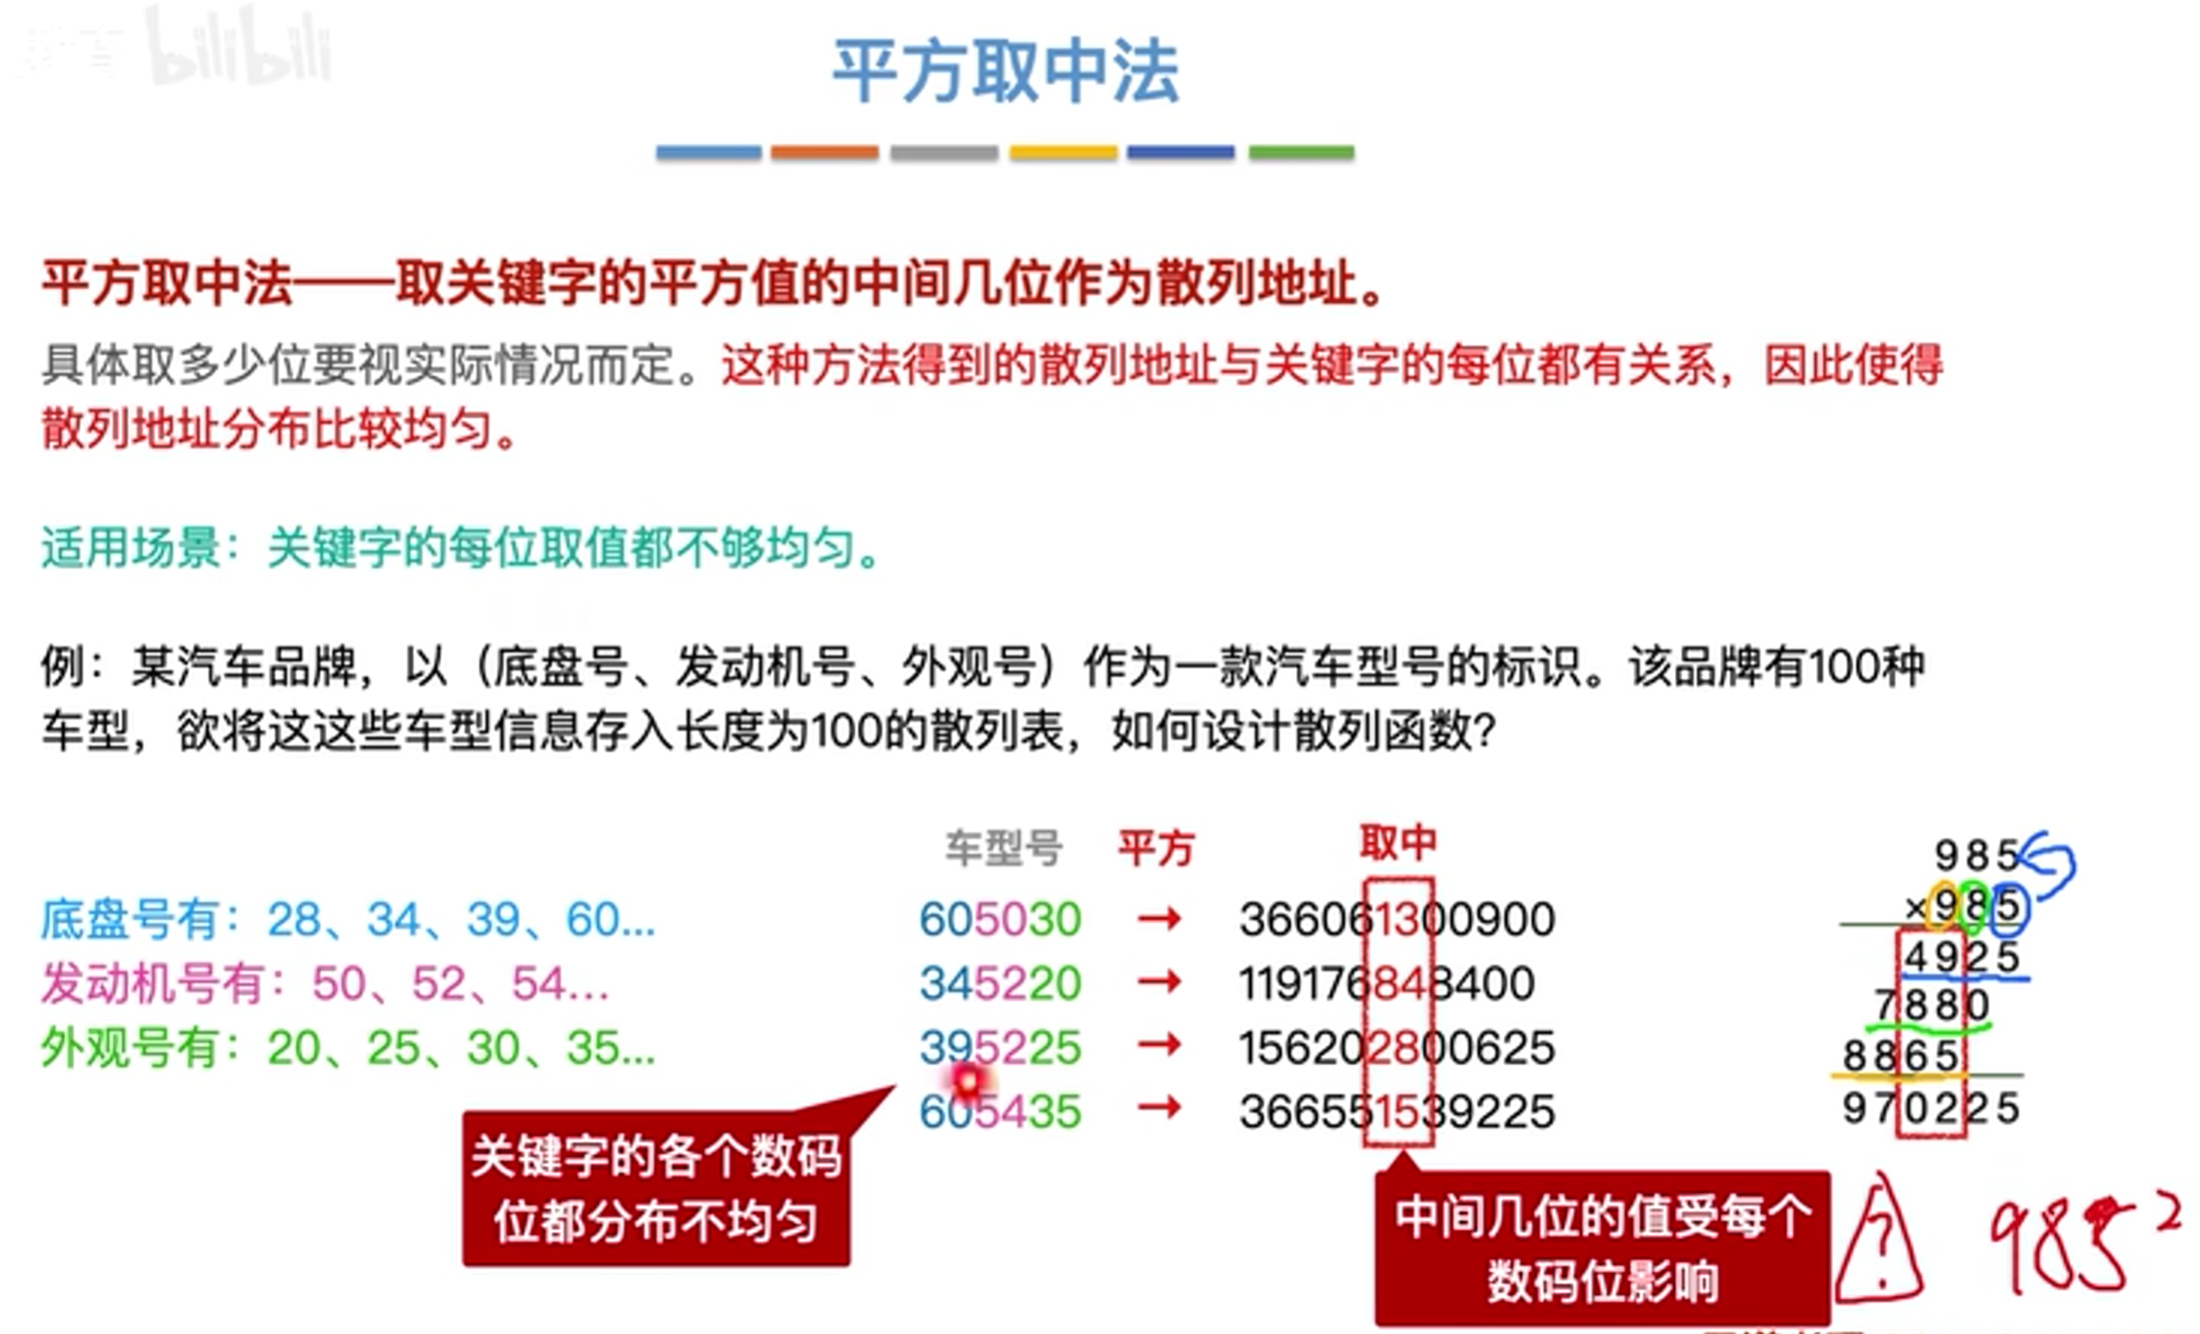 bilibili
平方取中法
平方取中法——取关键字的平方值的中间几位作为散列地址。
具体取多少位要视实际情况而定。这种方法得到的散列地址与关键字的每位都有关系，因此使得
散列地址分布比较均匀。
适用场景：关键字的每位取值都不够均匀。
例：某汽车品牌，以（底盘号、发动机号、外观号）作为一款汽车型号的标识。该品牌有100种
车型，欲将这这些车型信息存入长度为100的散列表，如何设计散列函数？
车型号 平方 取中
底盘号有：28、34、39、60...
发动机号有：50、52、54...
外观号有：20、25、30、35...
605030 → 366061300900
345220 → 119176848400
395225 → 156202800625
605435 → 366551539225
关键字的各个数码
位都分布不均匀
中间几位的值受每个
数码位影响
985
×985
4925
7880
8865
970225
?
985²